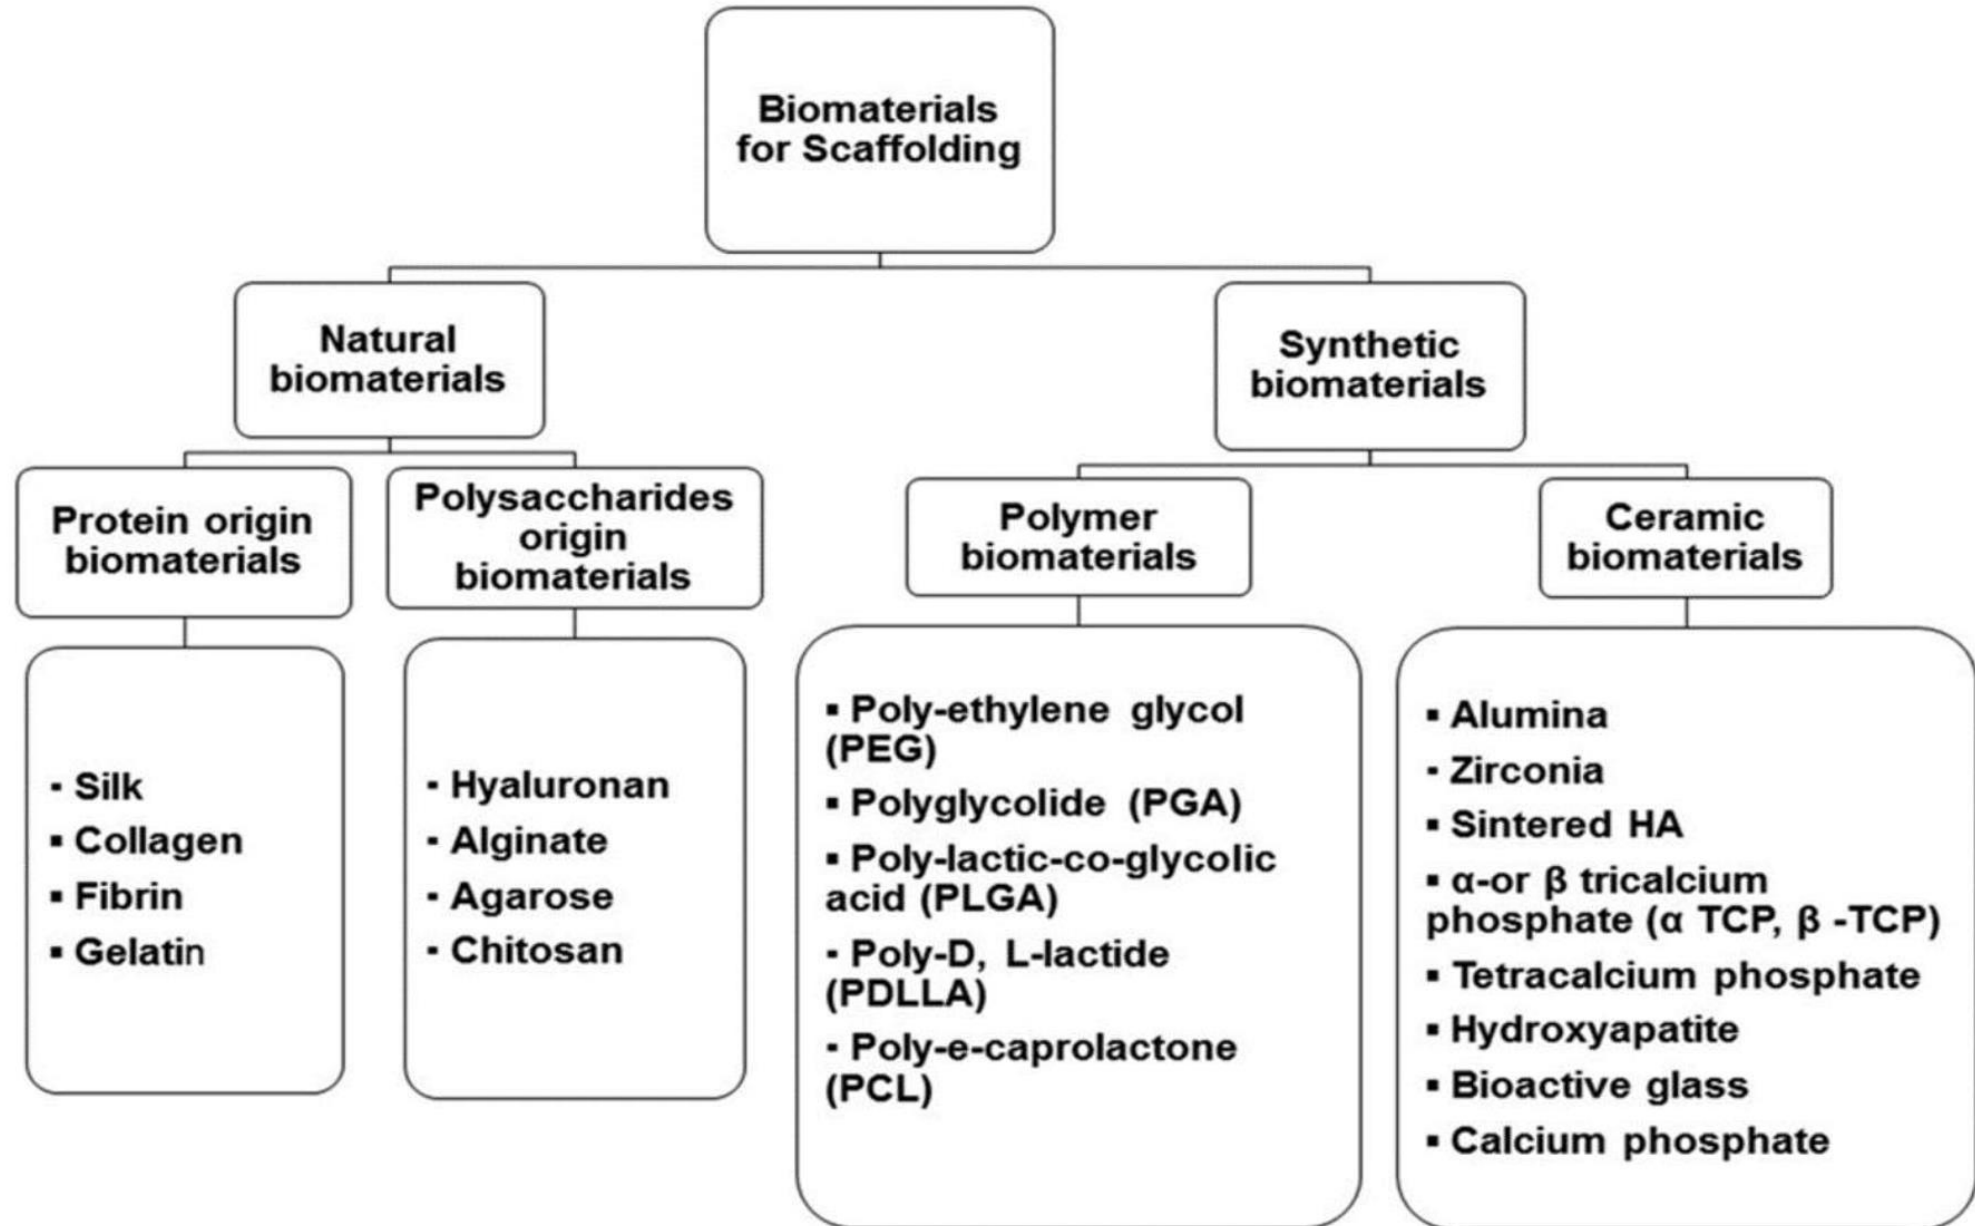 Biomaterials
for Scaffolding
Natural
biomaterials
Synthetic
biomaterials
Protein origin
biomaterials
Polysaccharides
origin
biomaterials
Polymer
biomaterials
Ceramic
biomaterials
▪ Silk
▪ Collagen
▪ Fibrin
▪ Gelatin
▪ Hyaluronan
▪ Alginate
▪ Agarose
▪ Chitosan
▪ Poly-ethylene glycol
(PEG)
▪ Polyglycolide (PGA)
▪ Poly-lactic-co-glycolic
acid (PLGA)
▪ Poly-D, L-lactide
(PDLLA)
▪ Poly-e-caprolactone
(PCL)
▪ Alumina
▪ Zirconia
▪ Sintered HA
▪ α-or β tricalcium
phosphate (α TCP, β -TCP)
▪ Tetracalcium phosphate
▪ Hydroxyapatite
▪ Bioactive glass
▪ Calcium phosphate